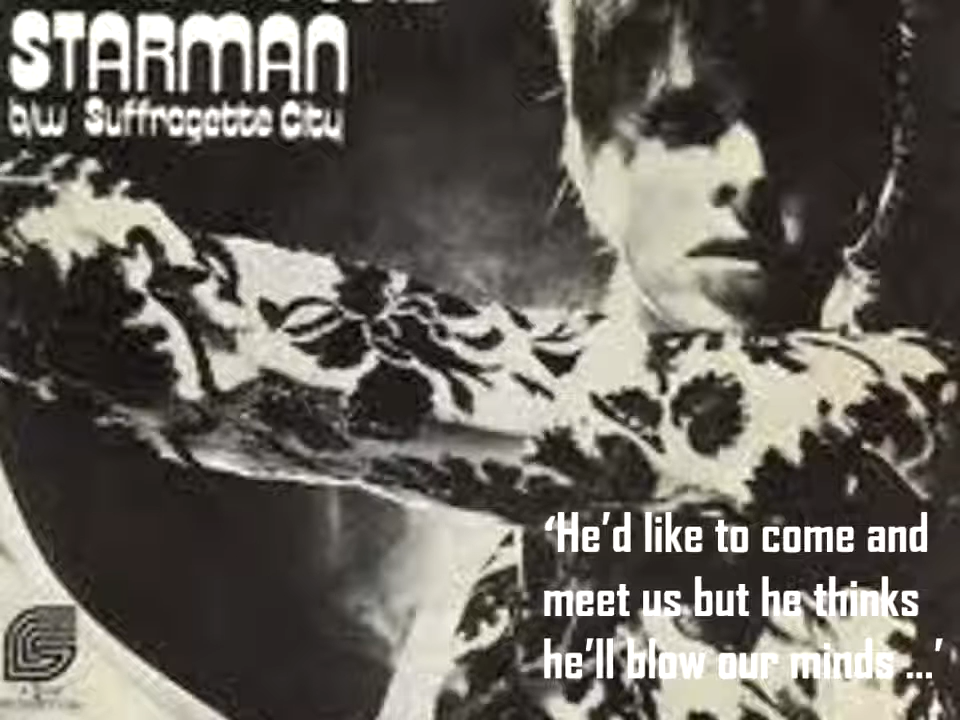 STARMAN
b/w Suffragette City
‘He’d like to come and
meet us but he thinks
he’ll blow our minds ...’